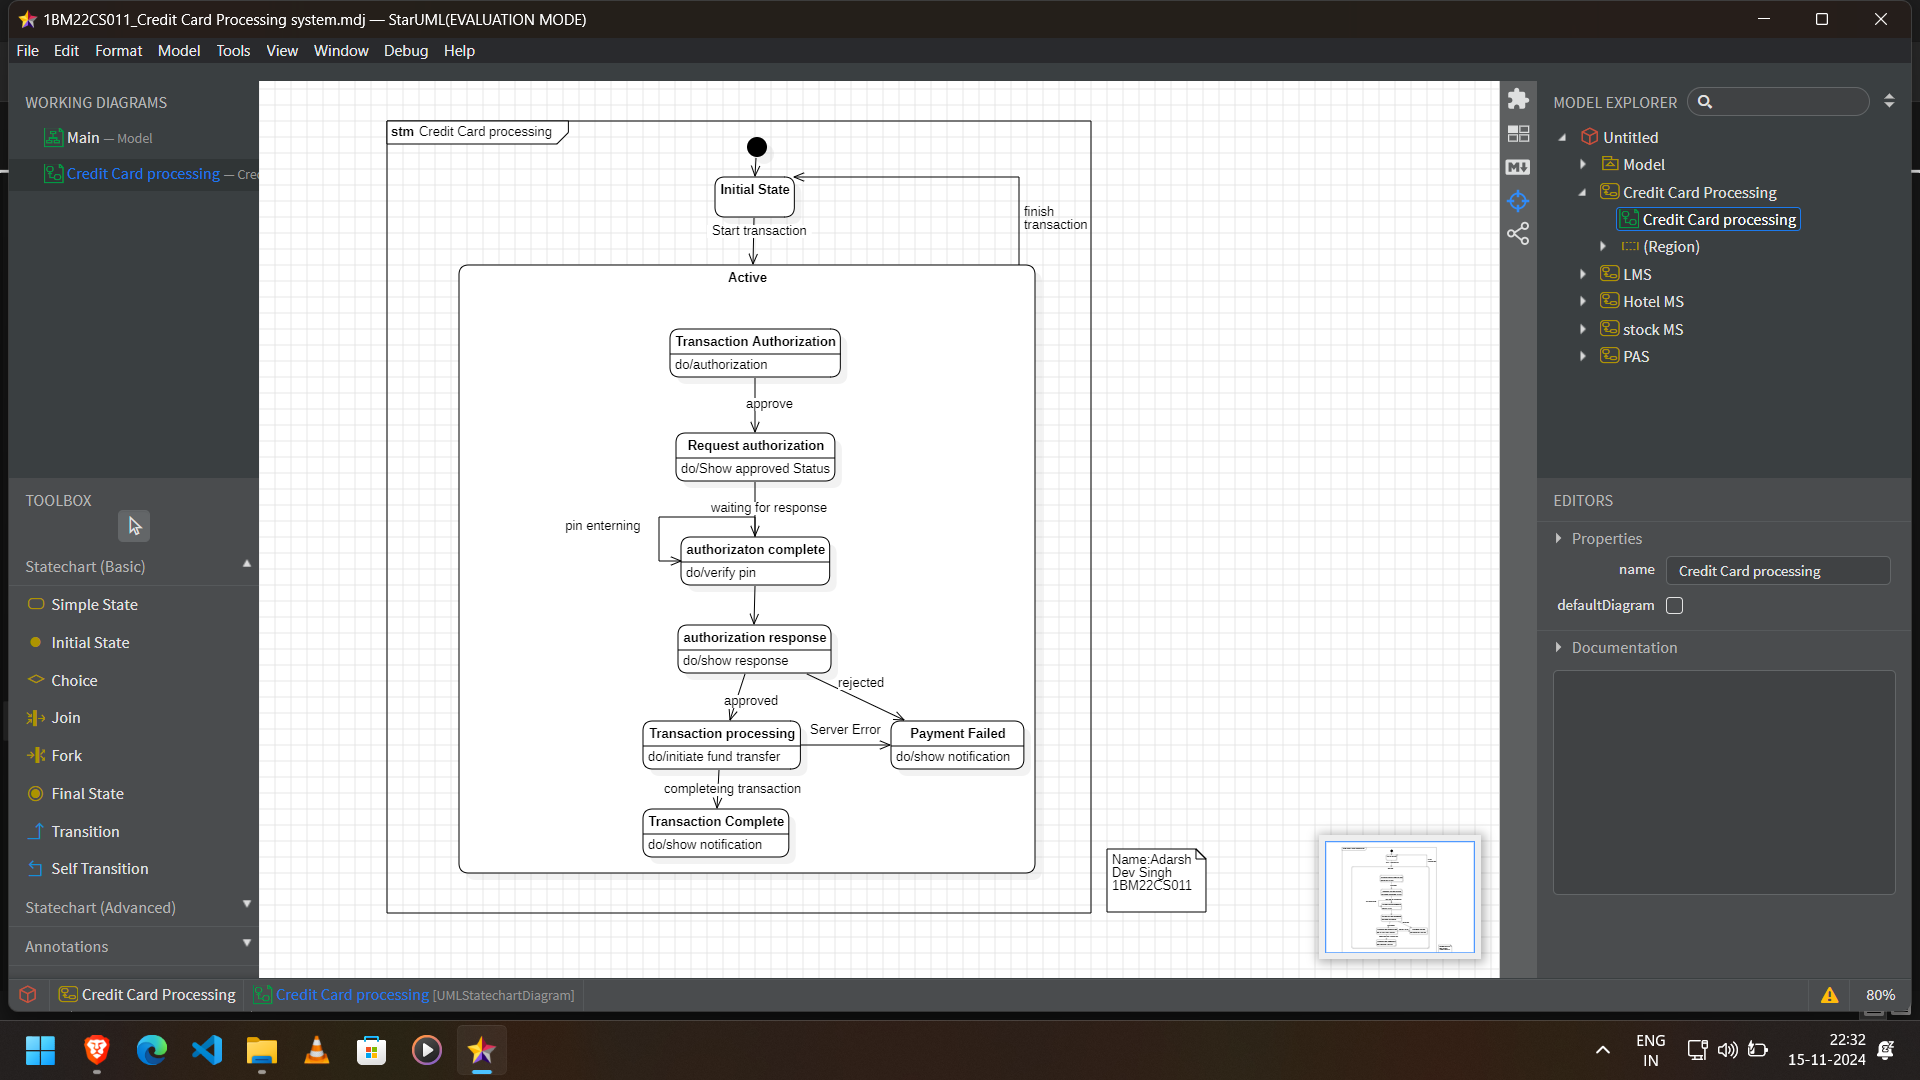 1BM22CS011_Credit Card Processing system.mdj — StarUML(EVALUATION MODE)
File Edit Format Model Tools View Window Debug Help
WORKING DIAGRAMS
Main — Model
Credit Card processing — Cre
TOOLBOX
Statechart (Basic)
Simple State
Initial State
Choice
Join
Fork
Final State
Transition
Self Transition
Statechart (Advanced)
Annotations
stm Credit Card processing
Initial State
Start transaction
finish
transaction
Active
Transaction Authorization
do/authorization
approve
Request authorization
do/Show approved Status
waiting for response
pin enterning
authorizaton complete
do/verify pin
authorization response
do/show response
approved
rejected
Transaction processing
do/initiate fund transfer
Server Error
Payment Failed
do/show notification
completeing transaction
Transaction Complete
do/show notification
Name:Adarsh
Dev Singh
1BM22CS011
MODEL EXPLORER
Untitled
Model
Credit Card Processing
Credit Card processing
(Region)
LMS
Hotel MS
stock MS
PAS
EDITORS
Properties
name Credit Card processing
defaultDiagram
Documentation
Credit Card Processing Credit Card processing [UMLStatechartDiagram]
80%
ENG
IN
22:32
15-11-2024